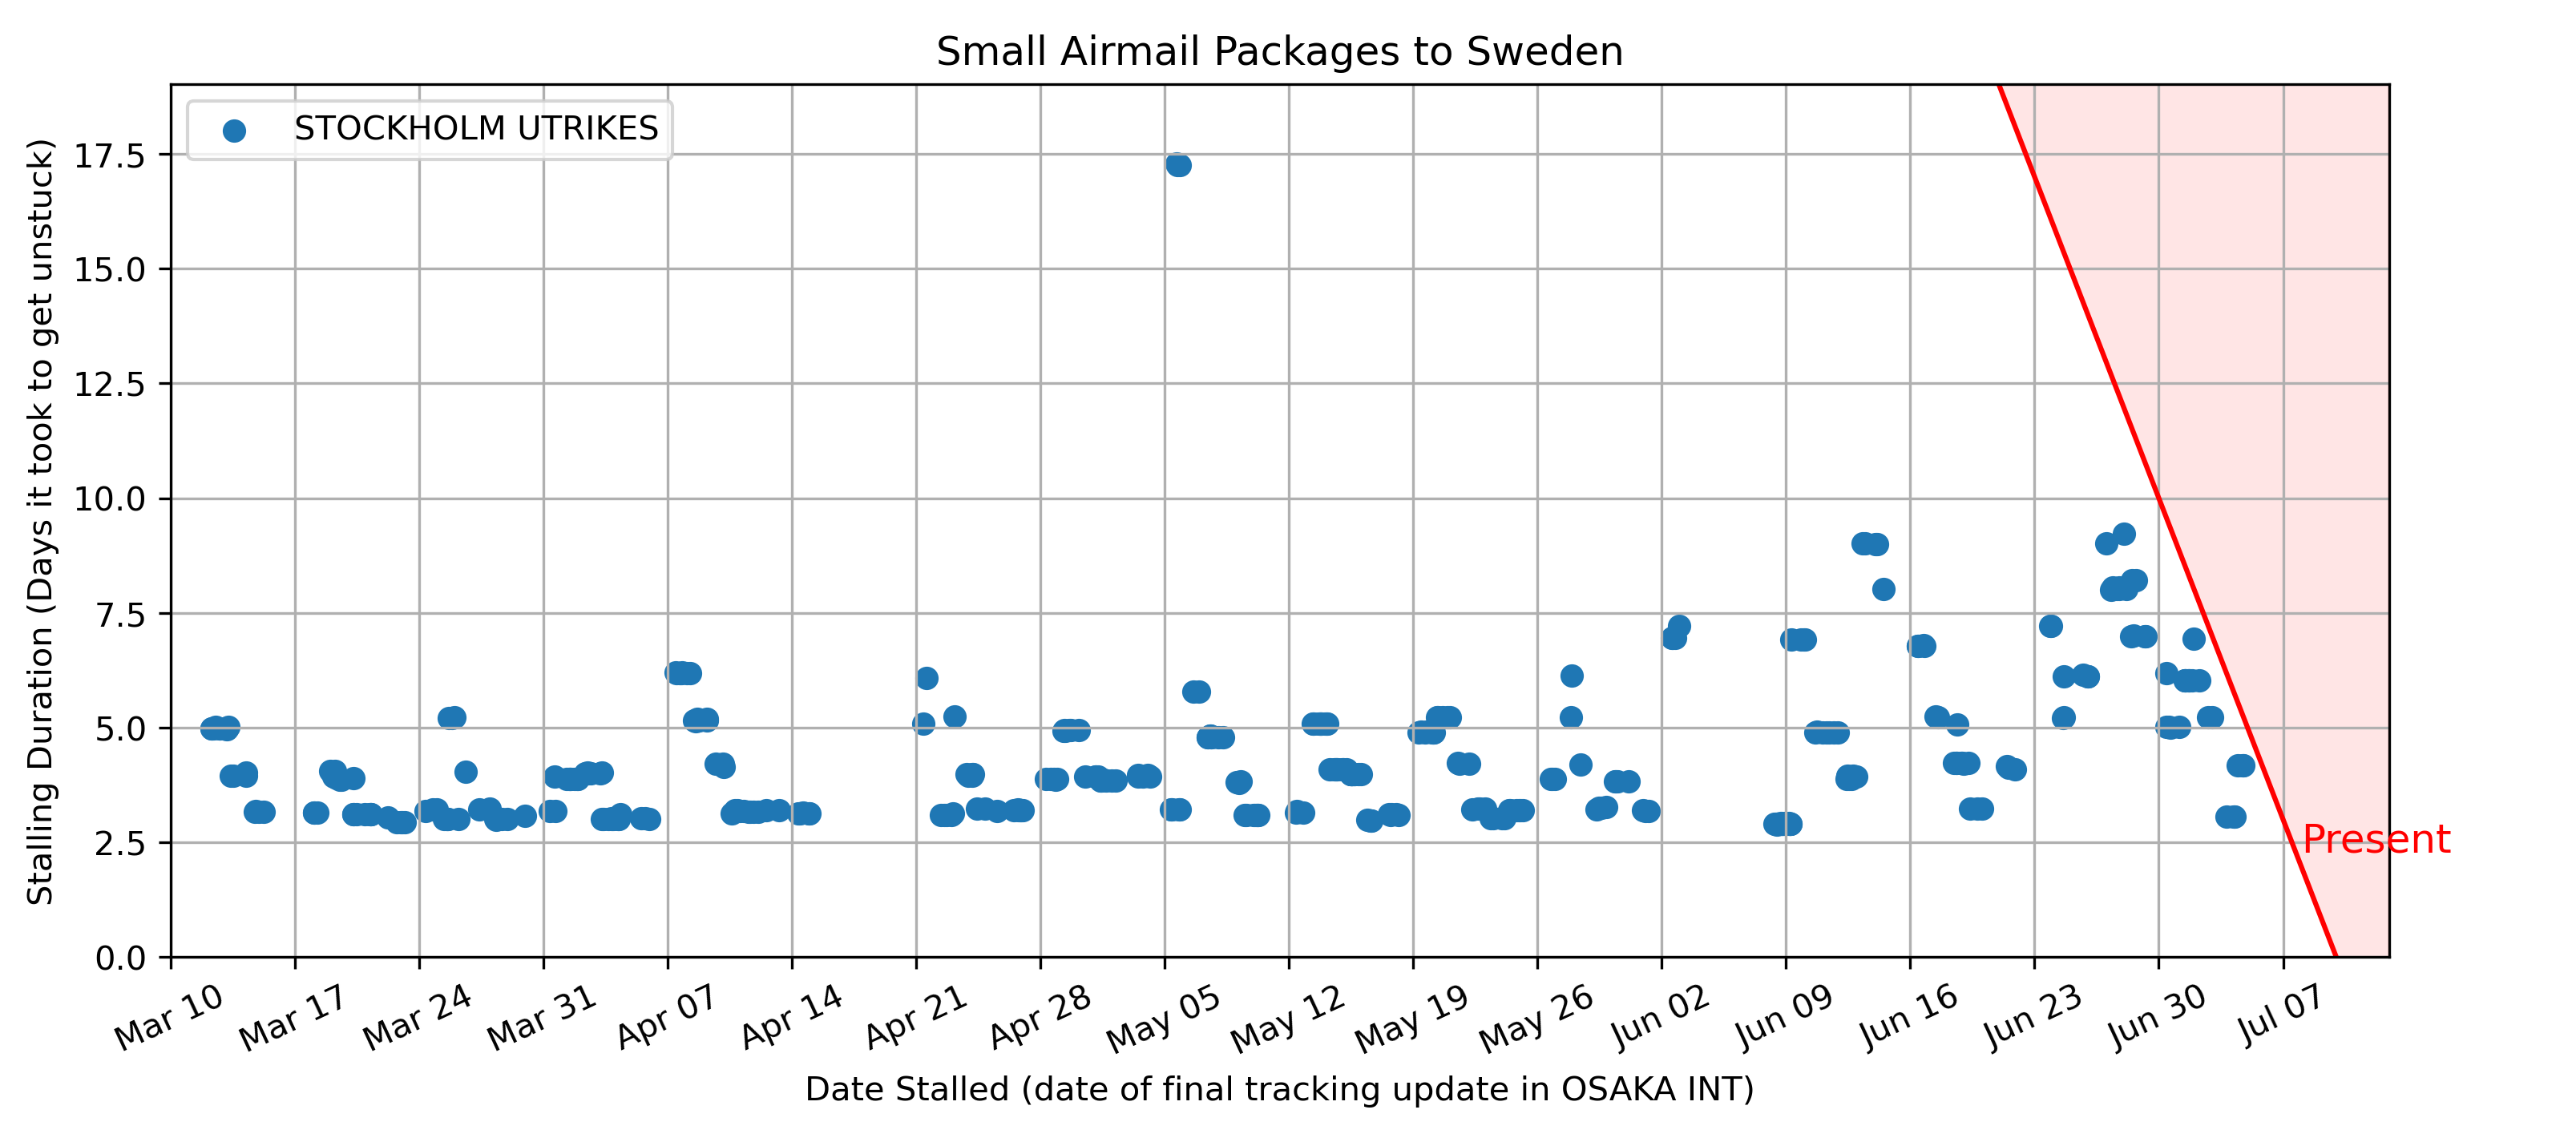 Small Airmail Packages to Sweden
STOCKHOLM UTRIKES
Stalling Duration (Days it took to get unstuck)
17.5
15.0
12.5
10.0
7.5
5.0
2.5
0.0
Present
Mar 10
Mar 17
Mar 24
Mar 31
Apr 07
Apr 14
Apr 21
Apr 28
May 05
May 12
May 19
May 26
Jun 02
Jun 09
Jun 16
Jun 23
Jun 30
Jul 07
Date Stalled (date of final tracking update in OSAKA INT)